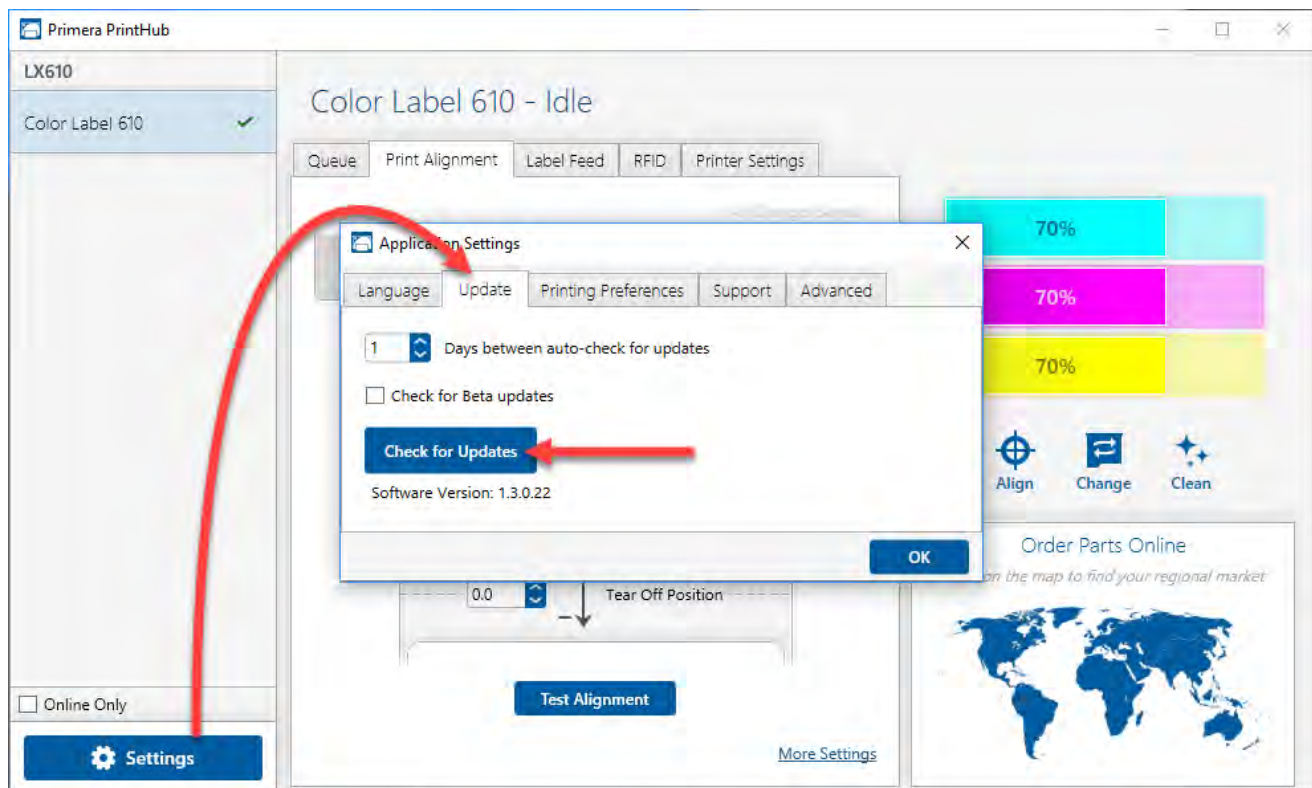 Primera PrintHub
LX610
Color Label 610
Color Label 610 - Idle
Queue
Print Alignment
Label Feed
RFID
Printer Settings
Application Settings
Language
Update
Printing Preferences
Support
Advanced
1
Days between auto-check for updates
Check for Beta updates
Check for Updates
Software Version: 1.3.0.22
OK
70%
70%
70%
Align
Change
Clean
Order Parts Online
on the map to find your regional market
0.0
Tear Off Position
Test Alignment
More Settings
Online Only
Settings